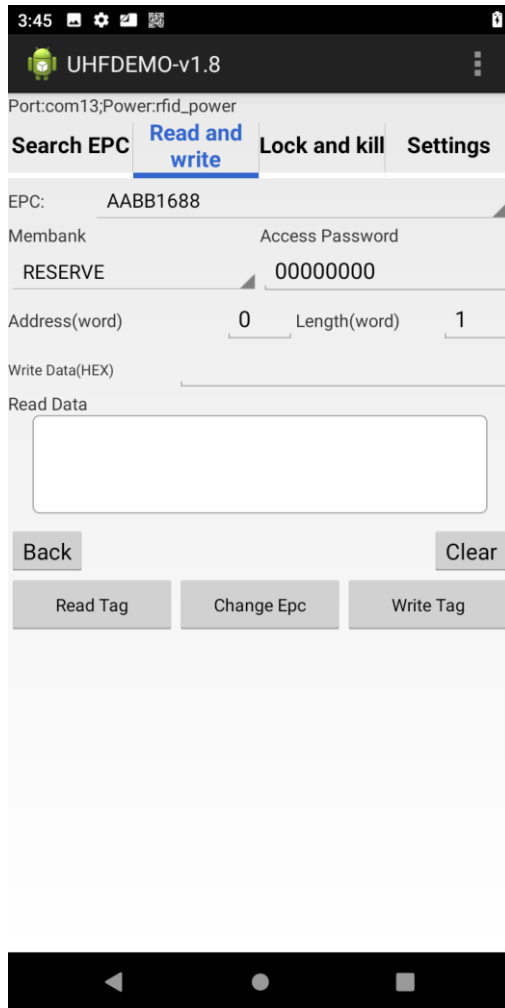 3:45
UHFDEMO-v1.8
Port:com13;Power:rfid_power
Search EPC Read and write Lock and kill Settings
EPC: AABB1688
Membank Access Password
RESERVE 00000000
Address(word) 0 Length(word) 1
Write Data(HEX)
Read Data
Back Clear
Read Tag Change Epc Write Tag